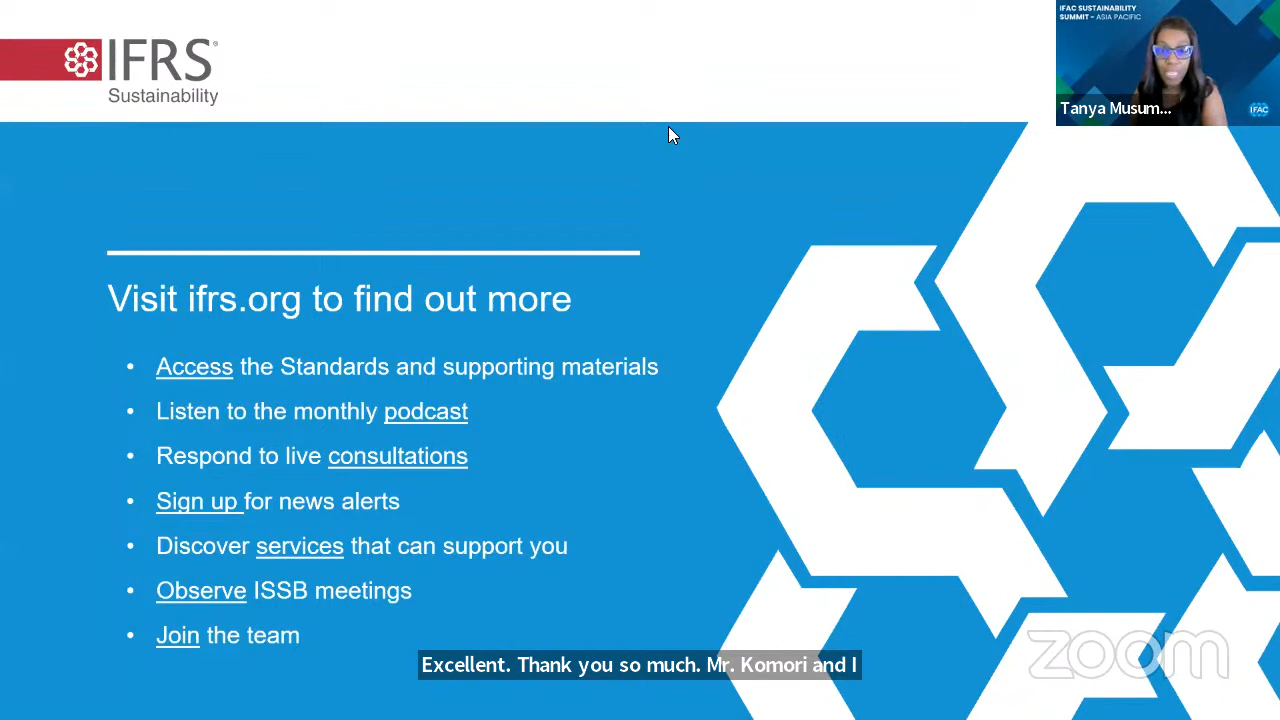 IFRS®
Sustainability
IFAC SUSTAINABILITY
SUMMIT - ASIA PACIFIC
Tanya Musum...
IFAC
Visit ifrs.org to find out more
• Access the Standards and supporting materials
• Listen to the monthly podcast
• Respond to live consultations
• Sign up for news alerts
• Discover services that can support you
• Observe ISSB meetings
• Join the team
Excellent. Thank you so much. Mr. Komori and I
zoom